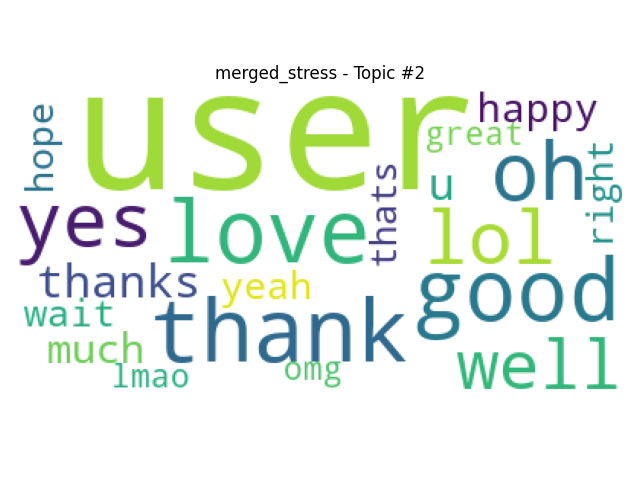 merged_stress - Topic #2
user
happy
great
hope
oh
right
u
thats
yes
love
lol
good
thanks
yeah
thank
wait
much
well
lmao
omg